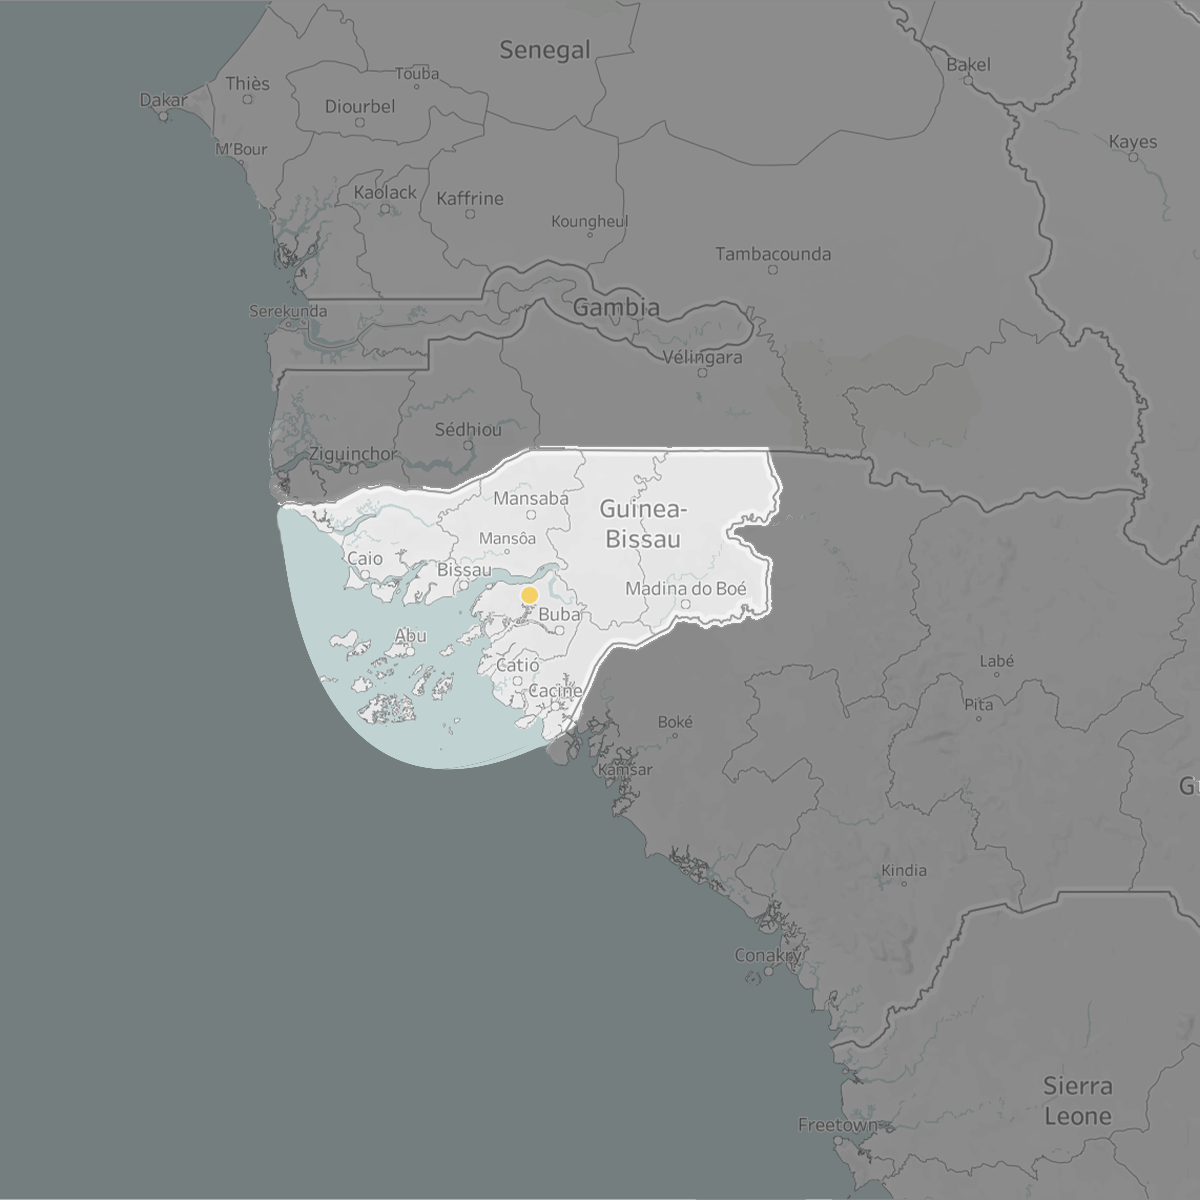 Senegal
Bakel
Touba
Thiès
Dakar
Diourbel
Kayes
M'Bour
Kaolack
Kaffrine
Koungheul
Tambacounda
Serekunda
Gambia
Vélingara
Sédhiou
Ziguinchor
Mansabá
Guinea-
Bissau
Mansôa
Caio
Bissau
Madina do Boé
Buba
Abu
Catió
Cacine
Labé
Pita
Boké
Kamsar
Kindia
Conakry
Sierra
Leone
Freetown